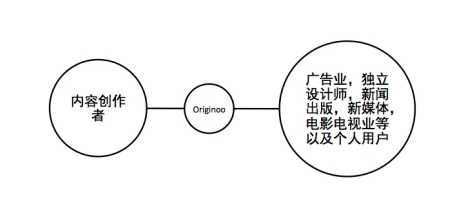 内容创作
者
Originoo
广告业，独立
设计师，新闻
出版，新媒体，
电影电视业等
以及个人用户